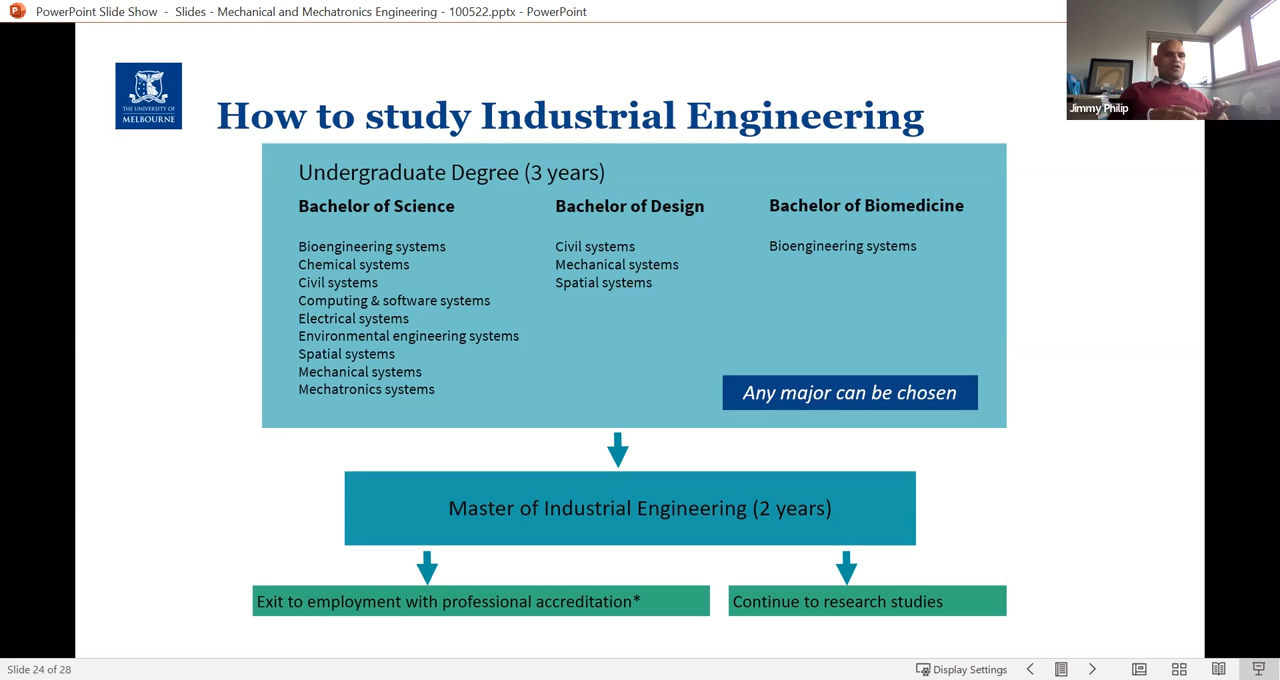 PowerPoint Slide Show - Slides - Mechanical and Mechatronics Engineering - 100522.pptx - PowerPoint
Jimmy Philip
THE UNIVERSITY OF
MELBOURNE
How to study Industrial Engineering
Undergraduate Degree (3 years)
Bachelor of Science
Bioengineering systems
Chemical systems
Civil systems
Computing & software systems
Electrical systems
Environmental engineering systems
Spatial systems
Mechanical systems
Mechatronics systems
Bachelor of Design
Civil systems
Mechanical systems
Spatial systems
Bachelor of Biomedicine
Bioengineering systems
Any major can be chosen
Master of Industrial Engineering (2 years)
Exit to employment with professional accreditation*
Continue to research studies
Slide 24 of 28
Display Settings